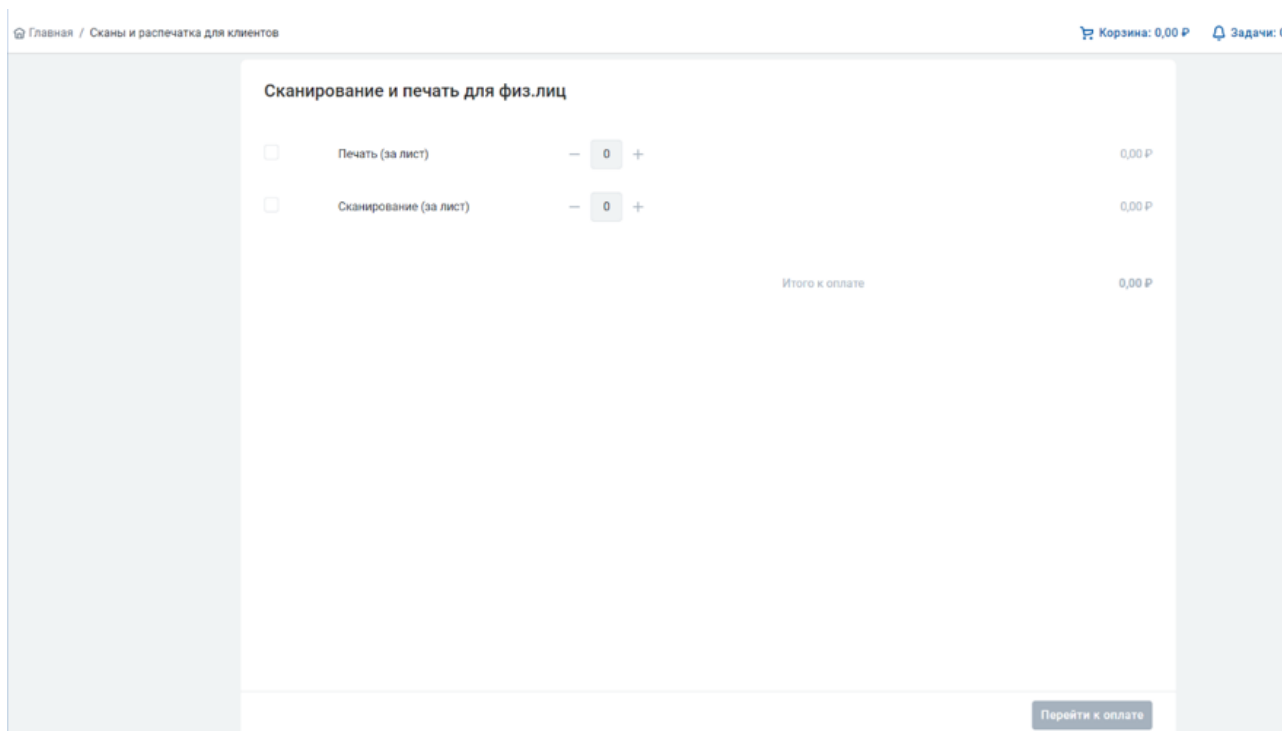 Главная / Сканы и распечатка для клиентов Корзина: 0,00 ₽ Задачи:
Сканирование и печать для физ.лиц
Печать (за лист) — 0 + 0,00 ₽
Сканирование (за лист) — 0 + 0,00 ₽
Итого к оплате 0,00 ₽
Перейти к оплате